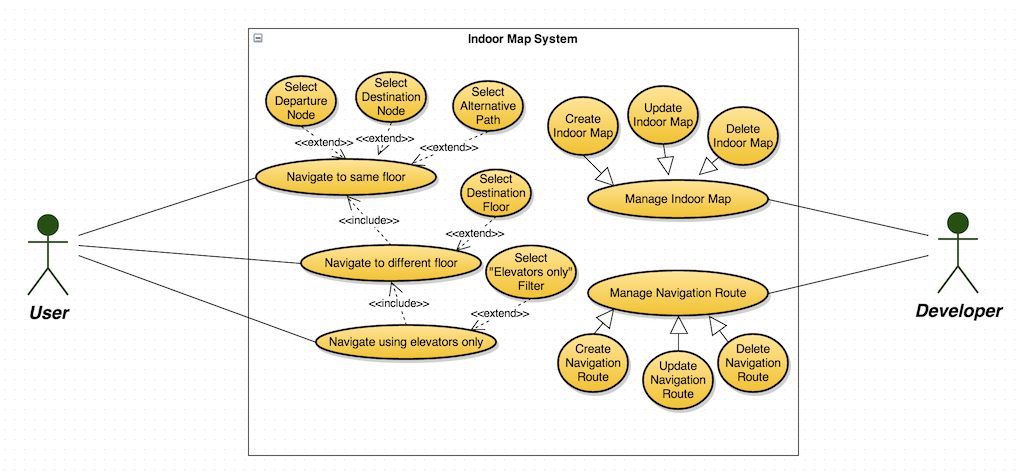 Indoor Map System
Select
Departure
Node
Select
Destination
Node
Select
Alternative
Path
<<extend>>
<<extend>>
<<extend>>
Navigate to same floor
Select
Destination
Floor
<<include>>
<<extend>>
Navigate to different floor
Select
"Elevators only"
Filter
<<include>>
<<extend>>
Navigate using elevators only
Create
Indoor Map
Update
Indoor Map
Delete
Indoor Map
Manage Indoor Map
Manage Navigation Route
Create
Navigation
Route
Update
Navigation
Route
Delete
Navigation
Route
User
Developer